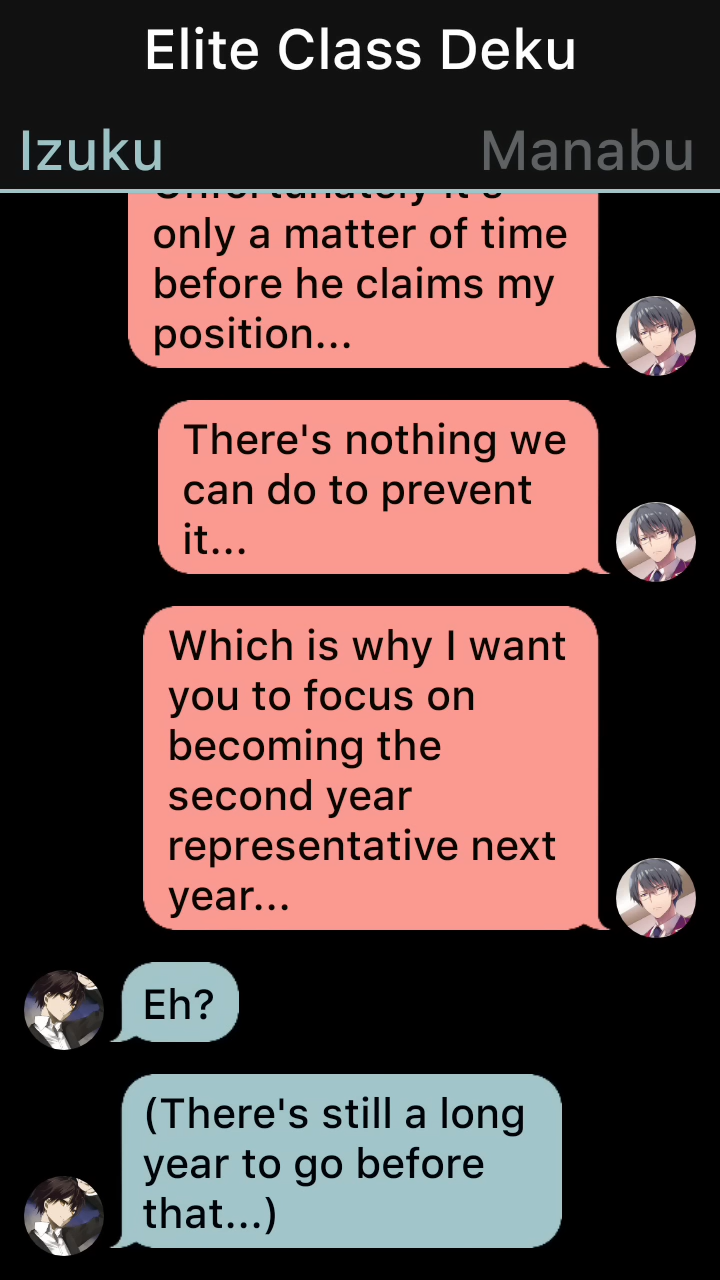 Elite Class Deku
Izuku
Manabu
Unfortunately it's
only a matter of time
before he claims my
position...
There's nothing we
can do to prevent
it...
Which is why I want
you to focus on
becoming the
second year
representative next
year...
Eh?
(There's still a long
year to go before
that...)